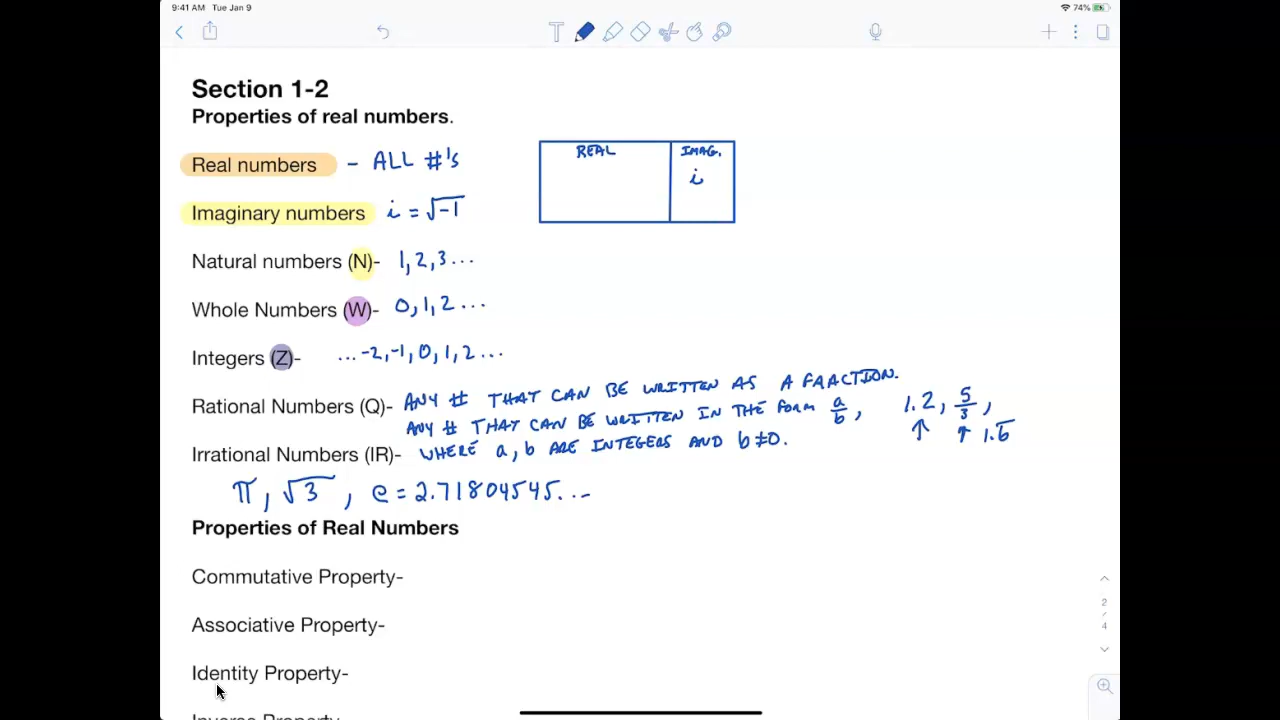 9:41 AM Tue Jan 9 74%
Section 1-2
Properties of real numbers.
Real numbers - ALL #'s
REAL IMAG.
i
Imaginary numbers i = √-1
Natural numbers (N)- 1, 2, 3...
Whole Numbers (W)- 0, 1, 2...
Integers (Z)- ...-2, -1, 0, 1, 2...
Rational Numbers (Q)- ANY # THAT CAN BE WRITTEN AS A FRACTION.
ANY # THAT CAN BE WRITTEN IN THE FORM a/b, 1.2, 5/3,
Irrational Numbers (IR)- WHERE a, b ARE INTEGERS AND b≠0. ↑ ↑ 1.6̅
π, √3, e = 2.71804545...
Properties of Real Numbers
Commutative Property-
Associative Property-
2
/
4
Identity Property-
Inverse Property-